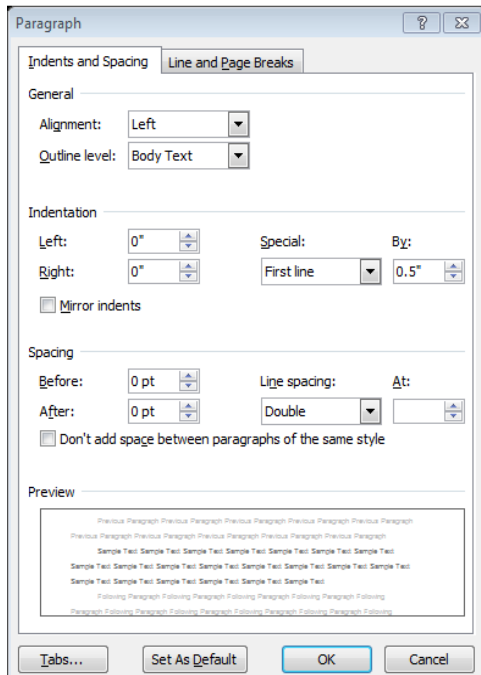 Paragraph
Indents and Spacing Line and Page Breaks
General
Alignment: Left
Outline level: Body Text
Indentation
Left: 0" Special: By:
Right: 0" First line 0.5"
Mirror indents
Spacing
Before: 0 pt Line spacing: At:
After: 0 pt Double
Don't add space between paragraphs of the same style
Preview
Previous Paragraph Previous Paragraph Previous Paragraph Previous Paragraph Previous Paragraph
Previous Paragraph Previous Paragraph Previous Paragraph Previous Paragraph Previous Paragraph
Sample Text Sample Text Sample Text Sample Text Sample Text Sample Text Sample Text
Sample Text Sample Text Sample Text Sample Text Sample Text Sample Text Sample Text Sample Text
Sample Text Sample Text Sample Text Sample Text Sample Text Sample Text
Following Paragraph Following Paragraph Following Paragraph Following Paragraph Following
Paragraph Following Paragraph Following Paragraph Following Paragraph Following
Tabs... Set As Default OK Cancel